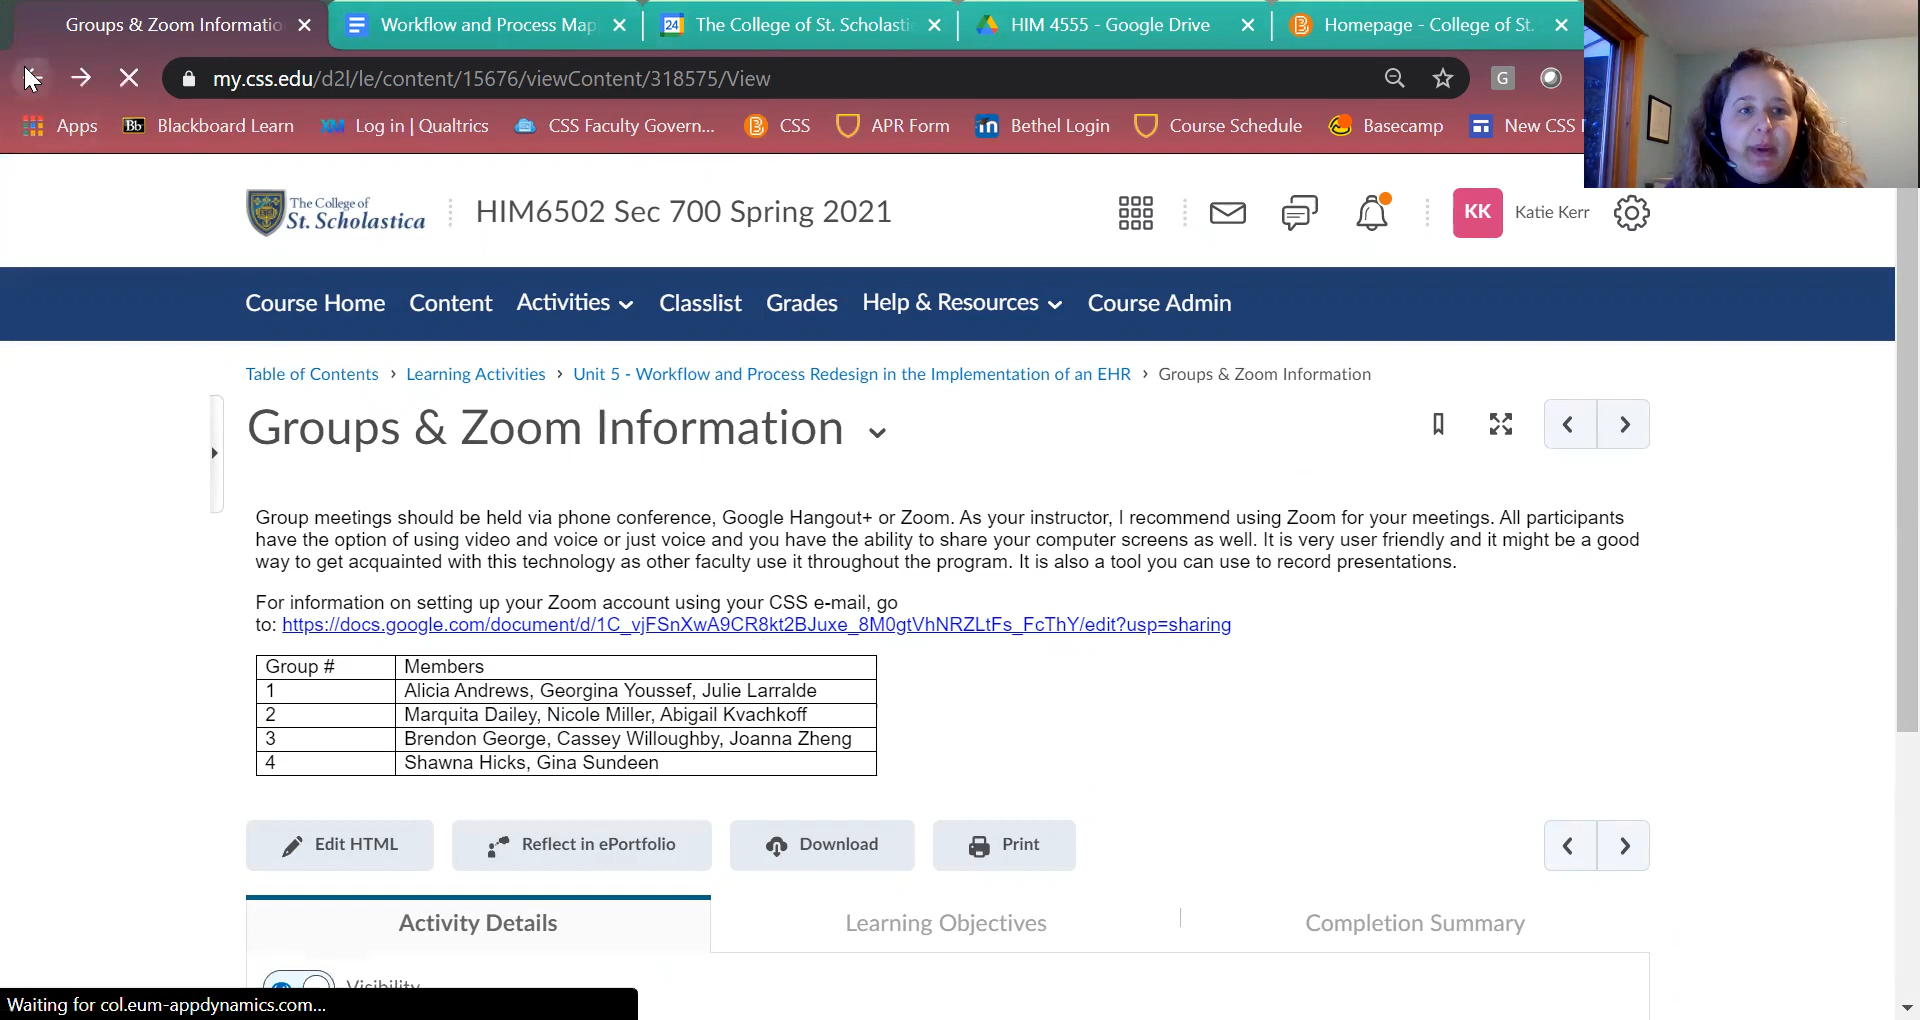 Groups & Zoom Informatio
Workflow and Process Map
24
The College of St. Scholasti
HIM 4555 - Google Drive
Homepage - College of St.
my.css.edu/d2l/le/content/15676/viewContent/318575/View
G
Apps
Bb Blackboard Learn
XM Log in | Qualtrics
CSS Faculty Govern...
CSS
APR Form
in Bethel Login
Course Schedule
Basecamp
New CSS
The College of
St. Scholastica
HIM6502 Sec 700 Spring 2021
KK
Katie Kerr
Course Home
Content
Activities
Classlist
Grades
Help & Resources
Course Admin
Table of Contents › Learning Activities › Unit 5 - Workflow and Process Redesign in the Implementation of an EHR › Groups & Zoom Information
Groups & Zoom Information
Group meetings should be held via phone conference, Google Hangout+ or Zoom. As your instructor, I recommend using Zoom for your meetings. All participants
have the option of using video and voice or just voice and you have the ability to share your computer screens as well. It is very user friendly and it might be a good
way to get acquainted with this technology as other faculty use it throughout the program. It is also a tool you can use to record presentations.
For information on setting up your Zoom account using your CSS e-mail, go
to: https://docs.google.com/document/d/1C_vjFSnXwA9CR8kt2BJuxe_8M0gtVhNRZLtFs_FcThY/edit?usp=sharing
Group # Members
1 Alicia Andrews, Georgina Youssef, Julie Larralde
2 Marquita Dailey, Nicole Miller, Abigail Kvachkoff
3 Brendon George, Cassey Willoughby, Joanna Zheng
4 Shawna Hicks, Gina Sundeen
Edit HTML
Reflect in ePortfolio
Download
Print
Activity Details
Learning Objectives
Completion Summary
Visibility
Waiting for col.eum-appdynamics.com...